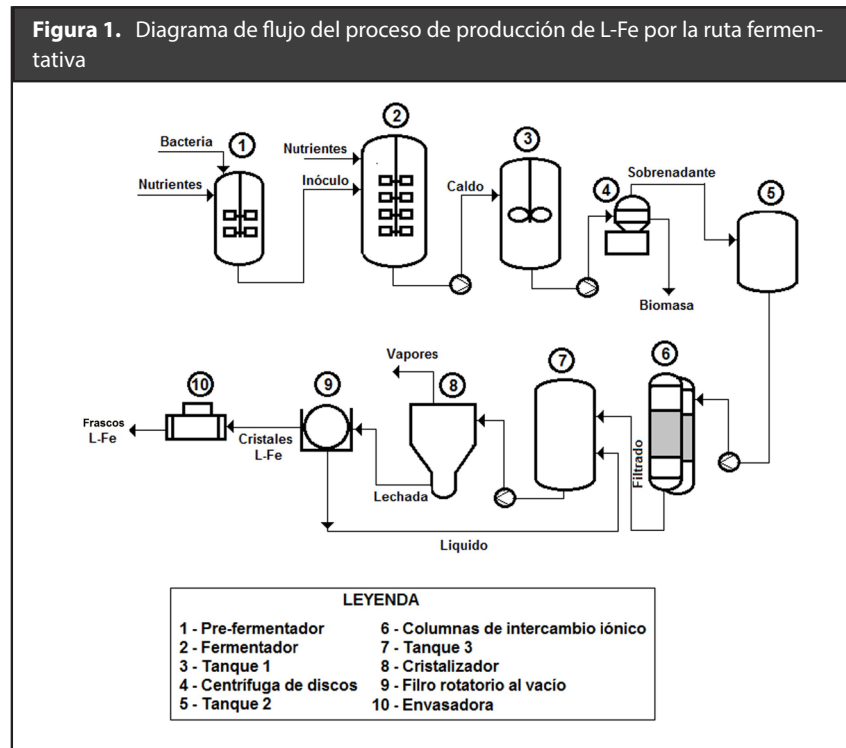 Figura 1. Diagrama de flujo del proceso de producción de L-Fe por la ruta fermen-
tativa
1
2
3
4
5
Bacteria
Nutrientes
Nutrientes
Inóculo
Caldo
Sobrenadante
Biomasa
10
9
8
7
6
Vapores
Frascos
L-Fe
Cristales
L-Fe
Lechada
Filtrado
Liquido
LEYENDA
1 - Pre-fermentador
2 - Fermentador
3 - Tanque 1
4 - Centrífuga de discos
5 - Tanque 2
6 - Columnas de intercambio iónico
7 - Tanque 3
8 - Cristalizador
9 - Filro rotatorio al vacio
10 - Envasadora